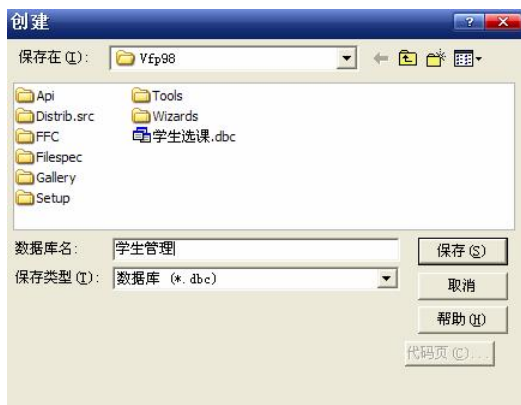 创建
保存在(I): Vfp98
Api
Distrib.src
FFC
Filespec
Gallery
Setup
Tools
Wizards
学生选课.dbc
数据库名: 学生管理
保存(S)
保存类型(T): 数据库 (*.dbc)
取消
帮助(H)
代码页(C)...